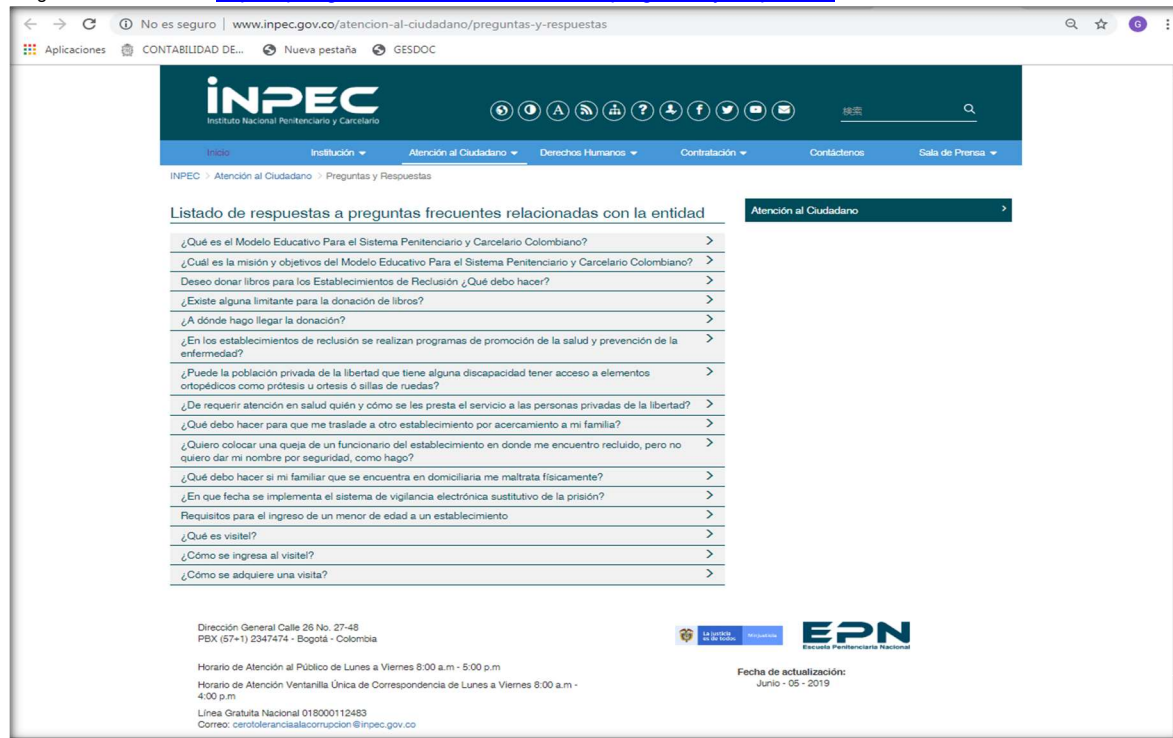 No es seguro | www.inpec.gov.co/atencion-al-ciudadano/preguntas-y-respuestas
G
Aplicaciones CONTABILIDAD DE... Nueva pestaña GESDOC
INPEC
Instituto Nacional Penitenciario y Carcelario
A ? f
検索
Inicio Institución Atención al Ciudadano Derechos Humanos Contratación Contáctenos Sala de Prensa
INPEC > Atención al Ciudadano > Preguntas y Respuestas
Listado de respuestas a preguntas frecuentes relacionadas con la entidad
Atención al Ciudadano
¿Qué es el Modelo Educativo Para el Sistema Penitenciario y Carcelario Colombiano?
¿Cuál es la misión y objetivos del Modelo Educativo Para el Sistema Penitenciario y Carcelario Colombiano?
Deseo donar libros para los Establecimientos de Reclusión ¿Qué debo hacer?
¿Existe alguna limitante para la donación de libros?
¿A dónde hago llegar la donación?
¿En los establecimientos de reclusión se realizan programas de promoción de la salud y prevención de la
enfermedad?
¿Puede la población privada de la libertad que tiene alguna discapacidad tener acceso a elementos
ortopédicos como prótesis u ortesis ó sillas de ruedas?
¿De requerir atención en salud quién y cómo se les presta el servicio a las personas privadas de la libertad?
¿Qué debo hacer para que me traslade a otro establecimiento por acercamiento a mi familia?
¿Quiero colocar una queja de un funcionario del establecimiento en donde me encuentro recluido, pero no
quiero dar mi nombre por seguridad, como hago?
¿Qué debo hacer si mi familiar que se encuentra en domiciliaria me maltrata físicamente?
¿En que fecha se implementa el sistema de vigilancia electrónica sustitutivo de la prisión?
Requisitos para el ingreso de un menor de edad a un establecimiento
¿Qué es visitel?
¿Cómo se ingresa al visitel?
¿Cómo se adquiere una visita?
Dirección General Calle 26 No. 27-48
PBX (57+1) 2347474 - Bogotá - Colombia
La justicia
es de todos Minjusticia
EPN
Escuela Penitenciaria Nacional
Horario de Atención al Público de Lunes a Viernes 8:00 a.m - 5:00 p.m
Horario de Atención Ventanilla Única de Correspondencia de Lunes a Viernes 8:00 a.m -
4:00 p.m
Fecha de actualización:
Junio - 05 - 2019
Línea Gratuita Nacional 018000112483
Correo: cerotoleranciaalacorrupcion@inpec.gov.co